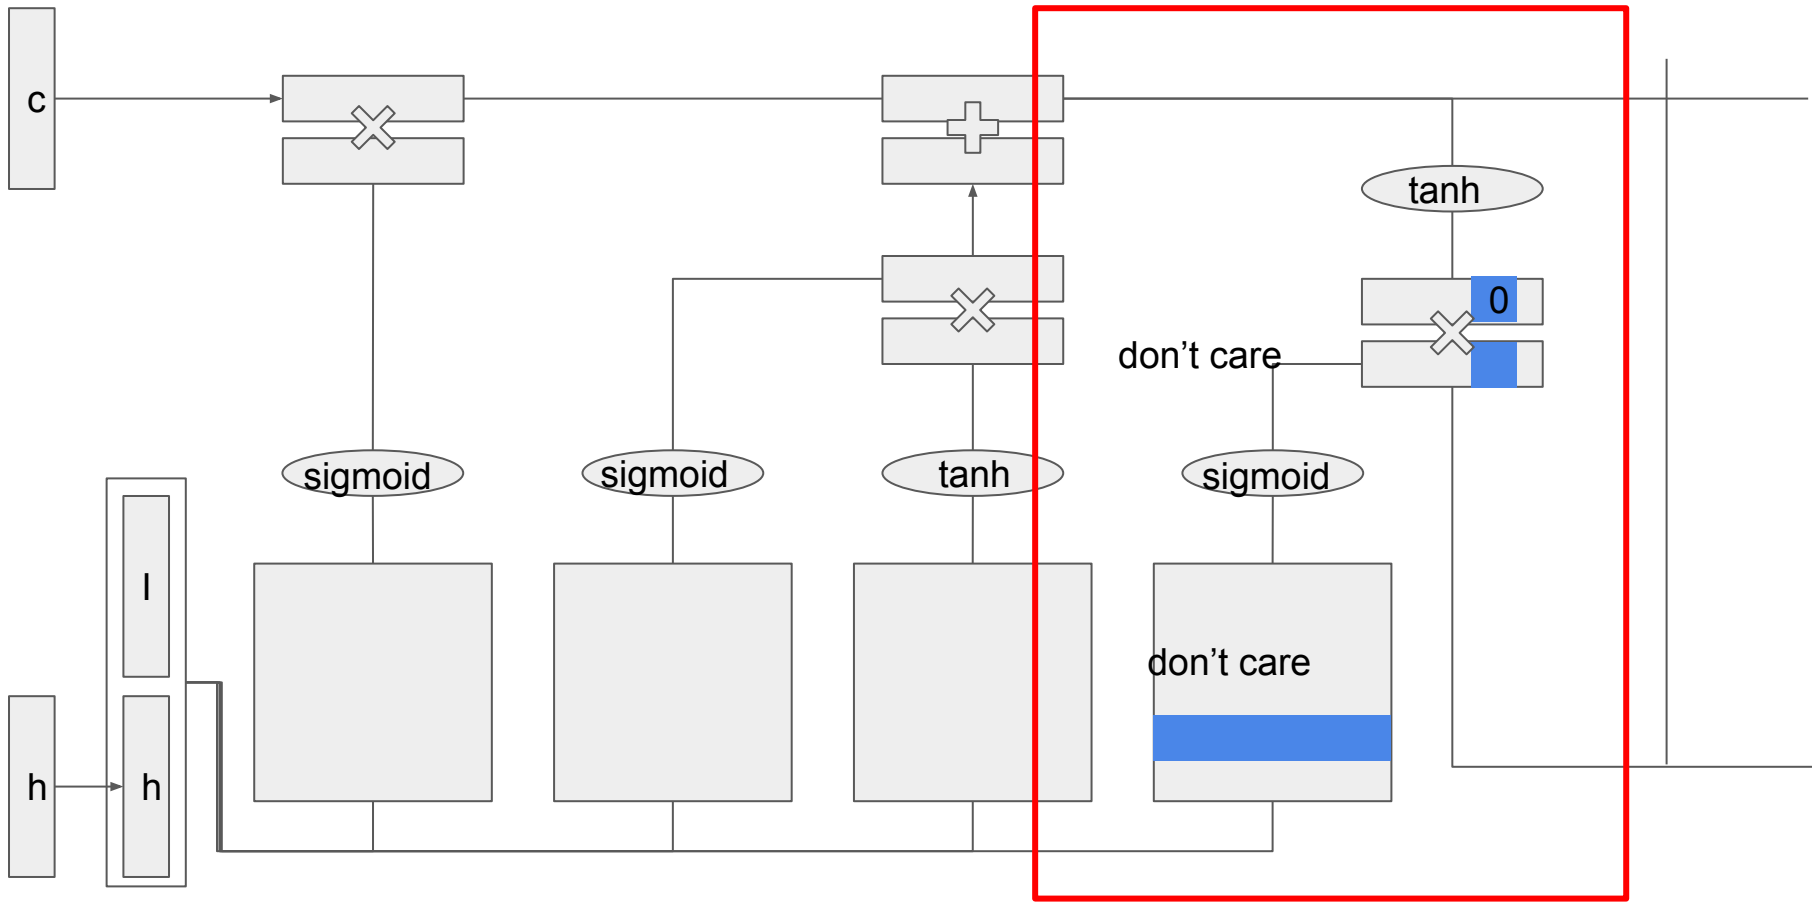 c
tanh
0
don't care
sigmoid
sigmoid
tanh
sigmoid
I
don't care
h
h